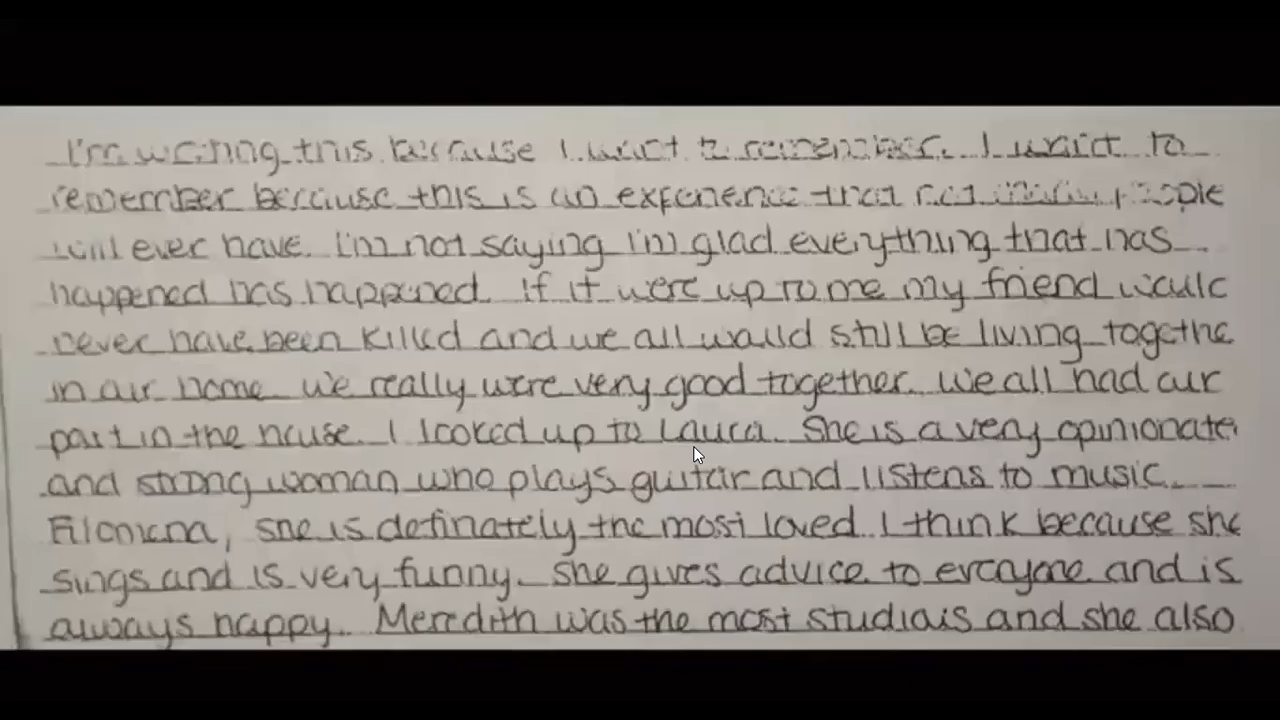 I'm writing this because I want to remember. I want to
remember because this is an experience that not many people
will ever have. I'm not saying I'm glad everything that has
happened has happened. If it were up to me my friend would
never have been killed and we all would still be living togethe
in our home. We really were very good together. We all had our
part in the house. I looked up to Laura. She is a very opinionate
and strong woman who plays guitar and listens to music.
Filomena, she is definately the most loved I think because she
sings and is very funny. She gives advice to everyone and is
always happy. Meredith was the most studious and she also